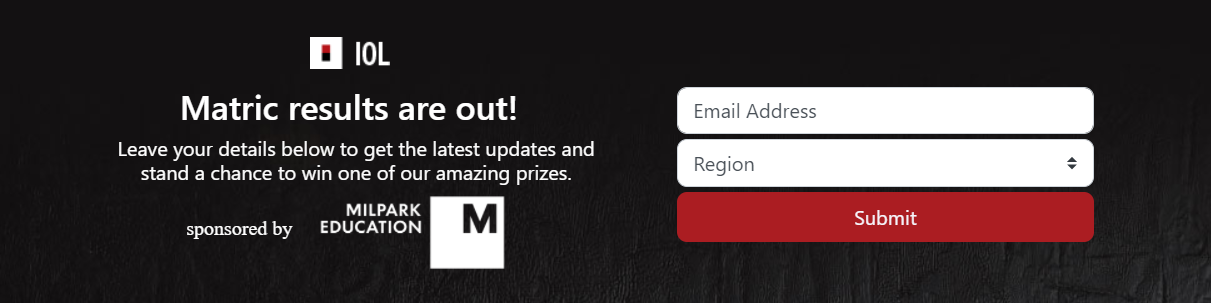 IOL
Matric results are out!
Leave your details below to get the latest updates and
stand a chance to win one of our amazing prizes.
sponsored by
MILPARK
EDUCATION
M
Email Address
Region
Submit